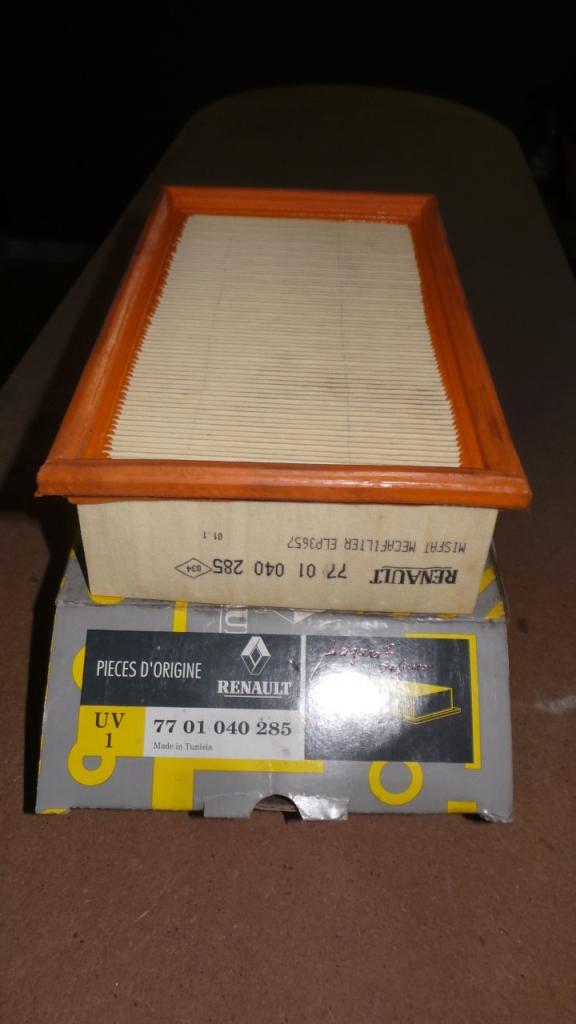 MISFAT MECAFILTER ELP3657
01.1
RENAULT 77 01 040 285 034
PIECES D'ORIGINE
RENAULT
UV
1
77 01 040 285
Made in Tunisia